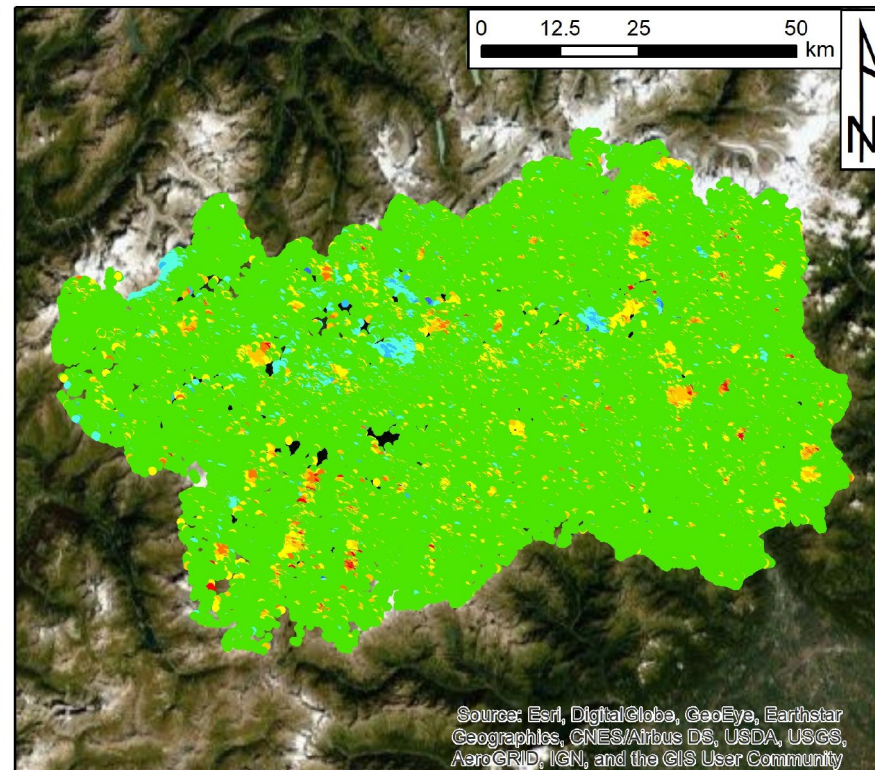 0 12.5 25 50
km
N
Source: Esri, DigitalGlobe, GeoEye, Earthstar
Geographics, CNES/Airbus DS, USDA, USGS,
AeroGRID, IGN, and the GIS User Community